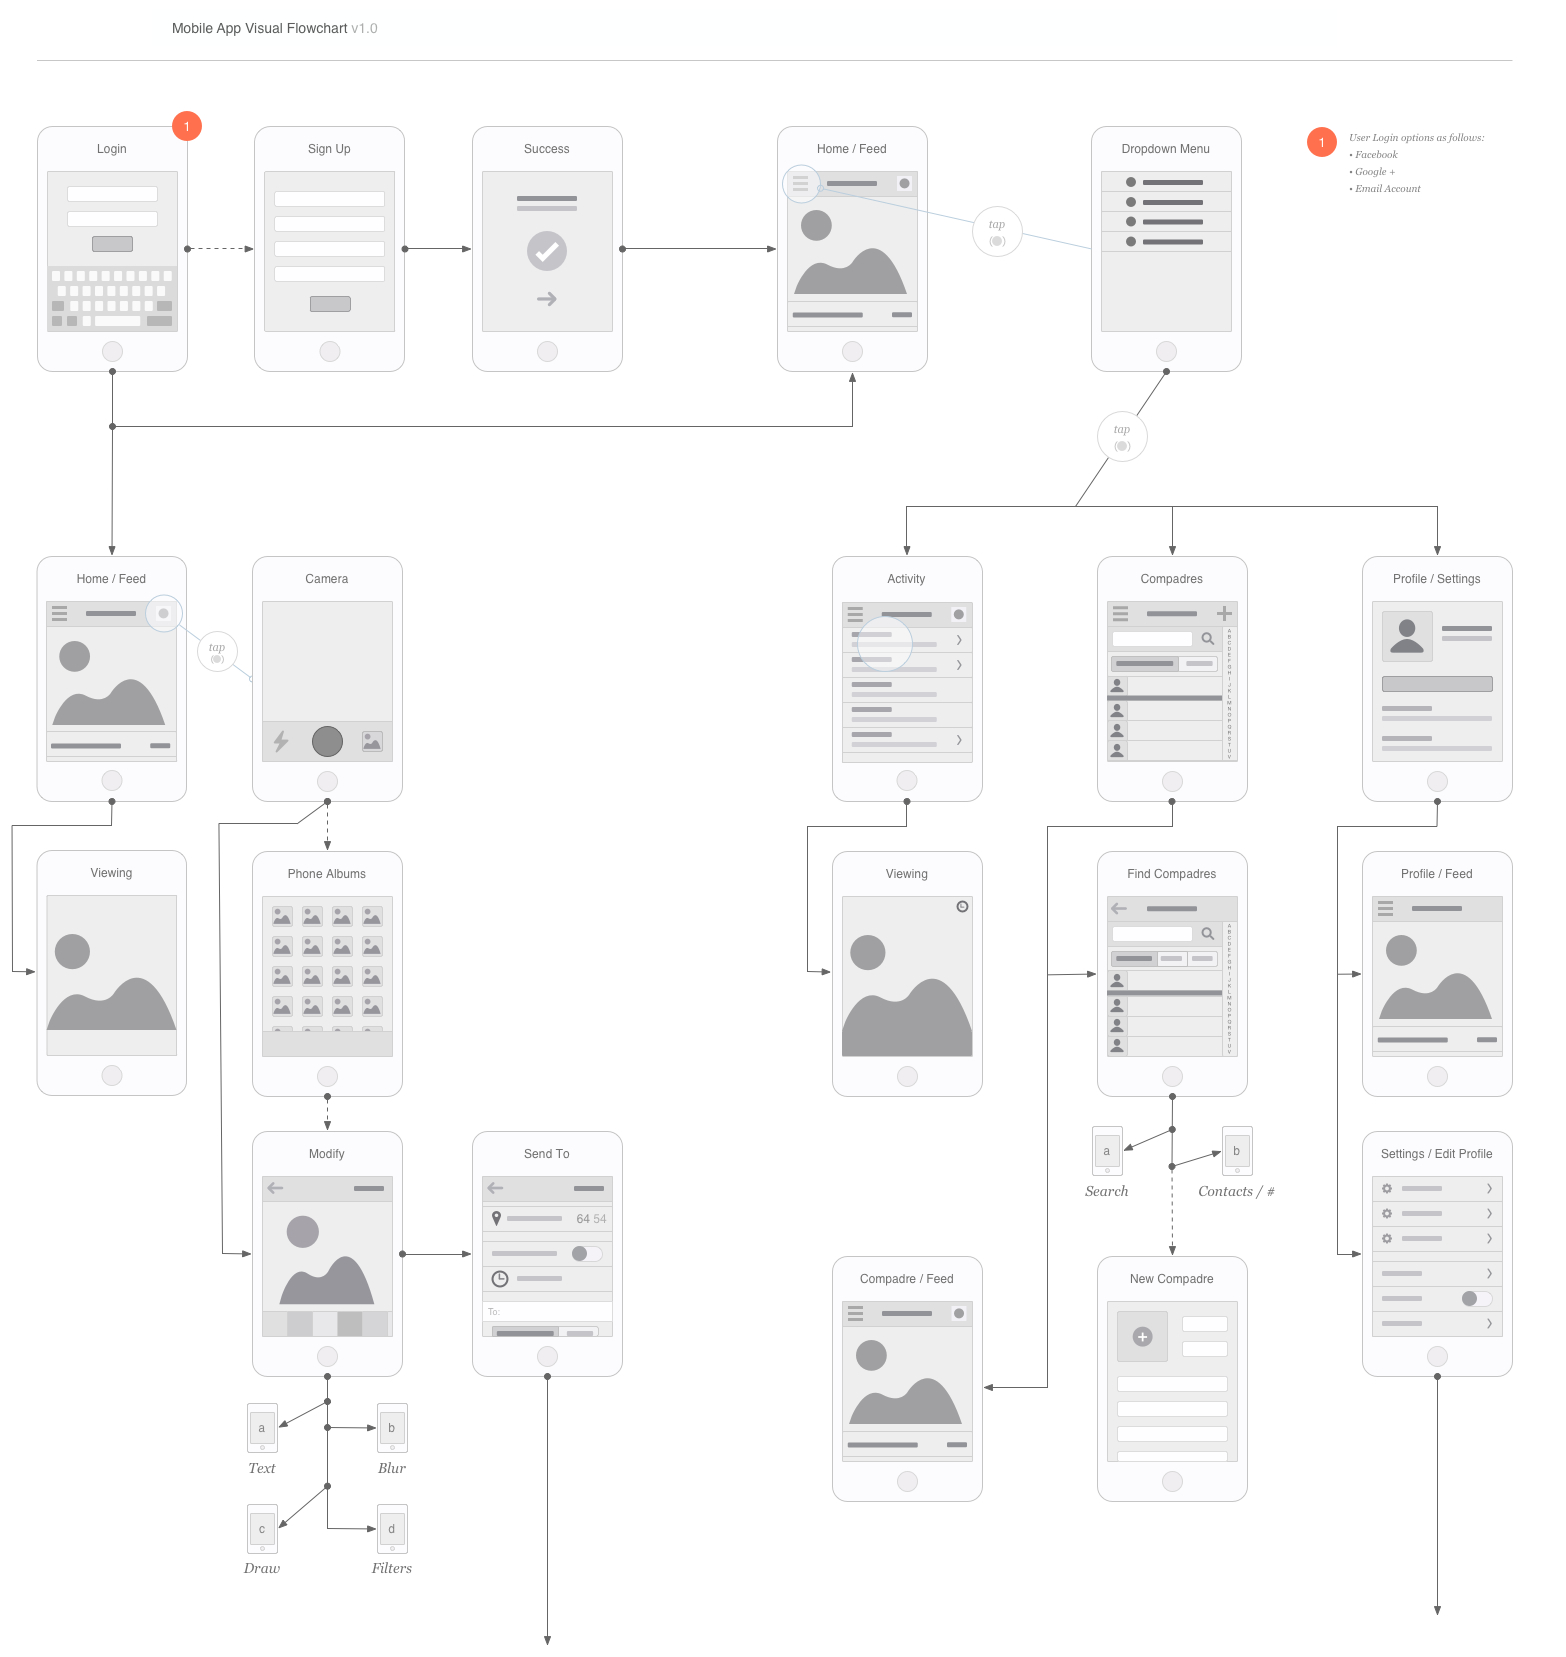 Mobile App Visual Flowchart v1.0
1
Login
Sign Up
Success
Home / Feed
Dropdown Menu
1
User Login options as follows:
• Facebook
• Google +
• Email Account
tap
tap
Home / Feed
Camera
Activity
Compadres
Profile / Settings
tap
A
B
C
D
E
F
G
H
I
J
K
L
M
N
O
P
Q
R
S
T
U
V
Viewing
Phone Albums
Viewing
Find Compadres
Profile / Feed
A
B
C
D
E
F
G
H
I
J
K
L
M
N
O
P
Q
R
S
T
U
V
Modify
Send To
a
Search
b
Contacts / #
Settings / Edit Profile
64 54
To:
Compadre / Feed
New Compadre
a
Text
b
Blur
c
Draw
d
Filters